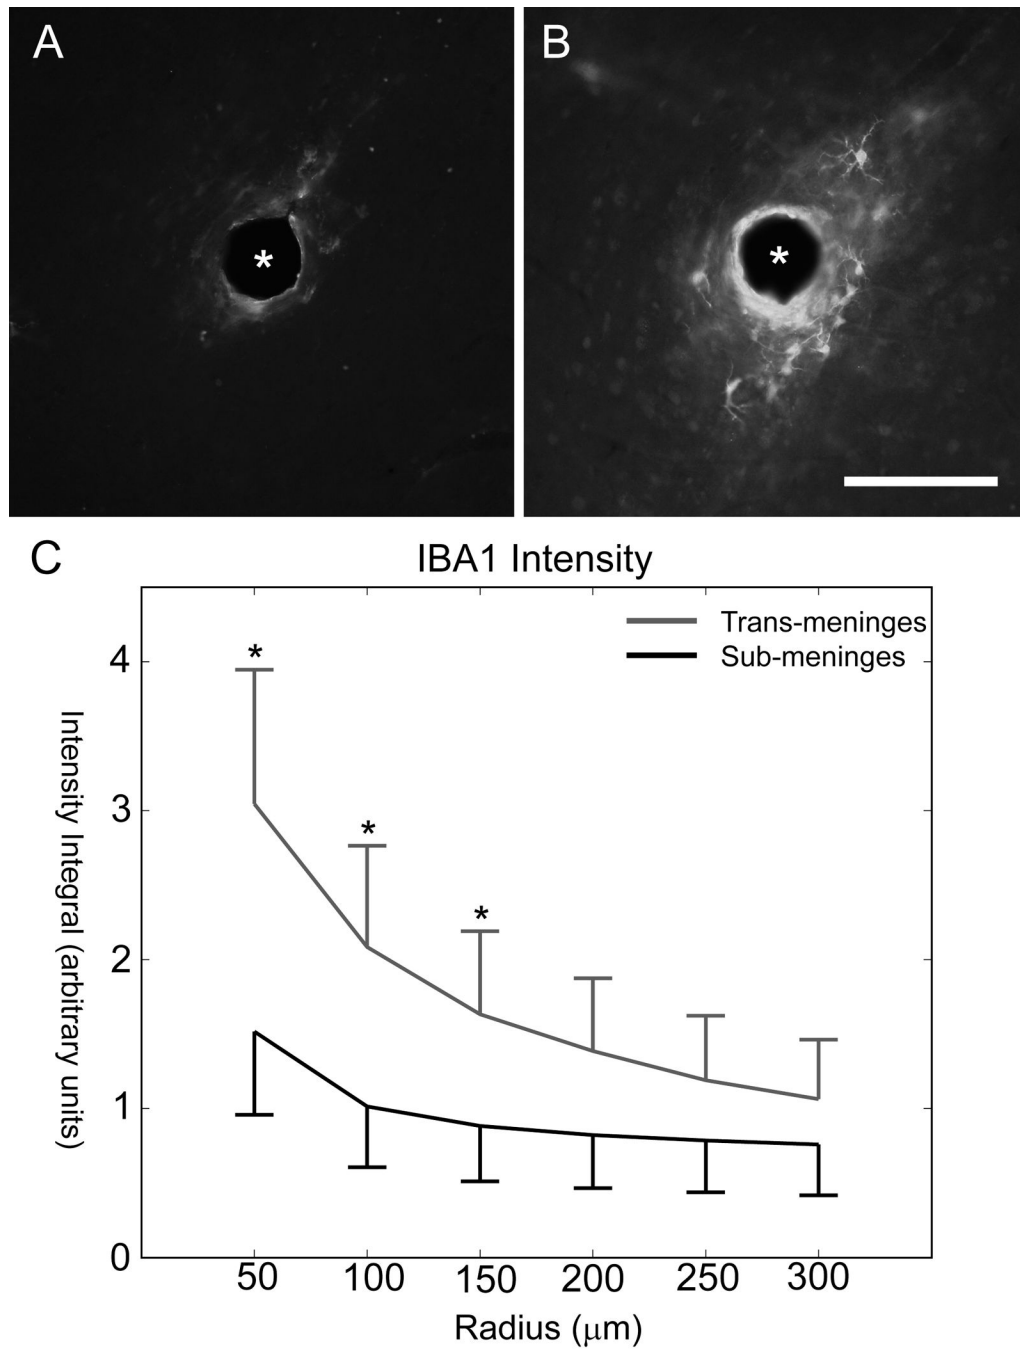 A
B
*
*
C
IBA1 Intensity
Trans-meninges
Sub-meninges
*
*
*
4
3
2
1
0
Intensity Integral (arbitrary units)
50 100 150 200 250 300
Radius (μm)